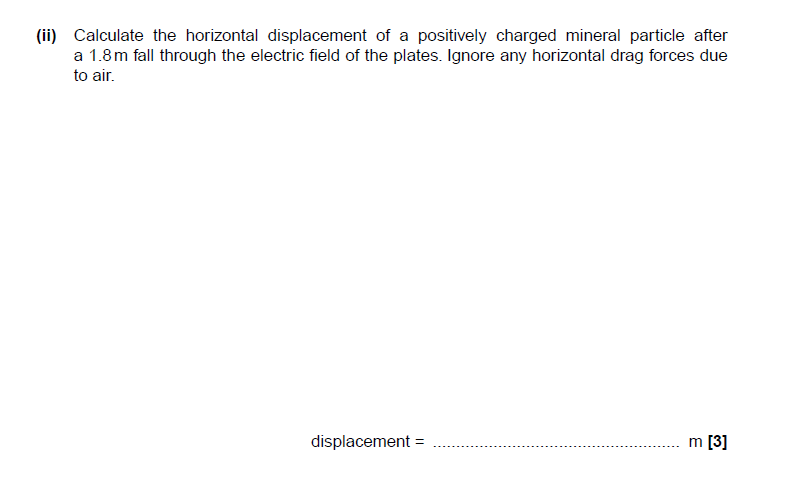 (ii) Calculate the horizontal displacement of a positively charged mineral particle after
a 1.8 m fall through the electric field of the plates. Ignore any horizontal drag forces due
to air.
displacement = ...................................................... m [3]